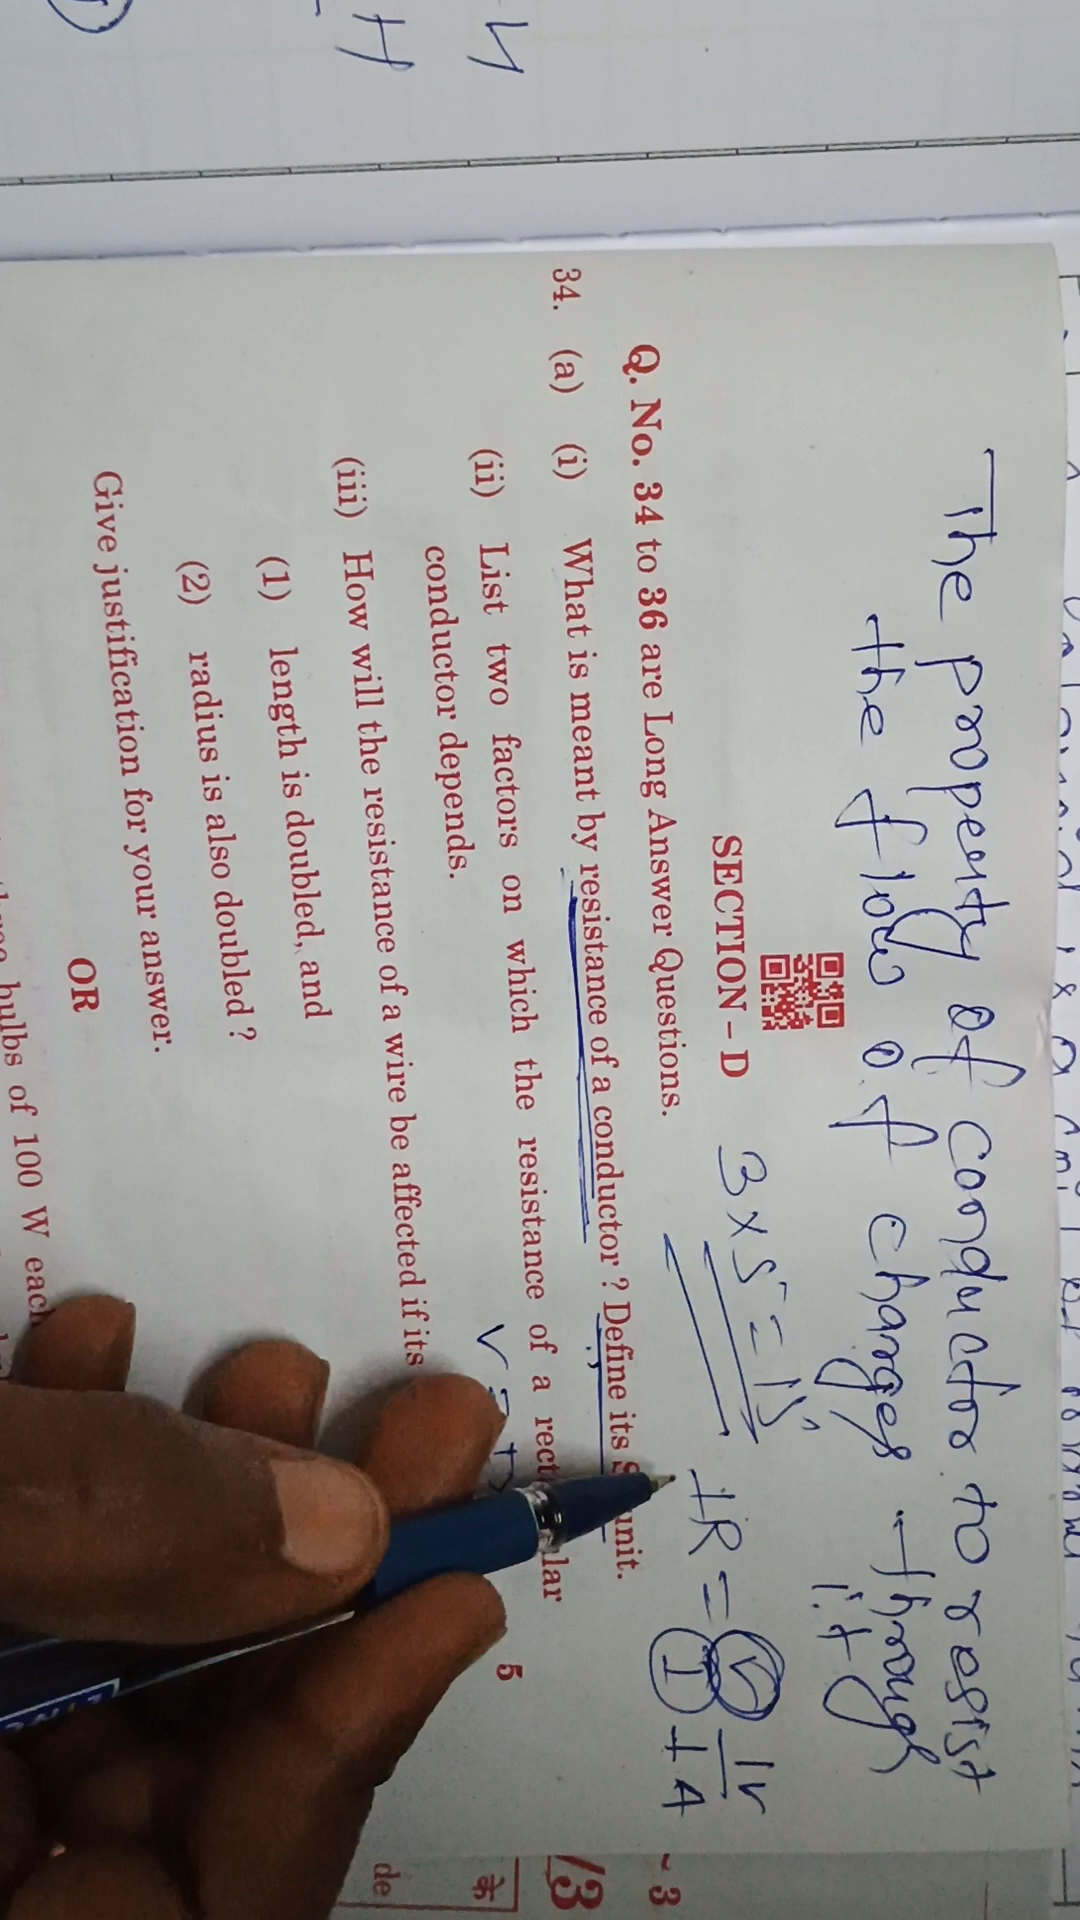 The property of conductor to resist
the flow of charges through
it
SECTION – D
3 x 5 = 15
Q. No. 34 to 36 are Long Answer Questions.
R = V 1V
I 1A
34. (a) (i) What is meant by resistance of a conductor ? Define its S unit.
(ii) List two factors on which the resistance of a
conductor depends.
5
(iii) How will the resistance of a wire be affected if its
(1) length is doubled, and
(2) radius is also doubled ?
Give justification for your answer.
OR
bulbs of 100 W each
- 3
/3
के
de